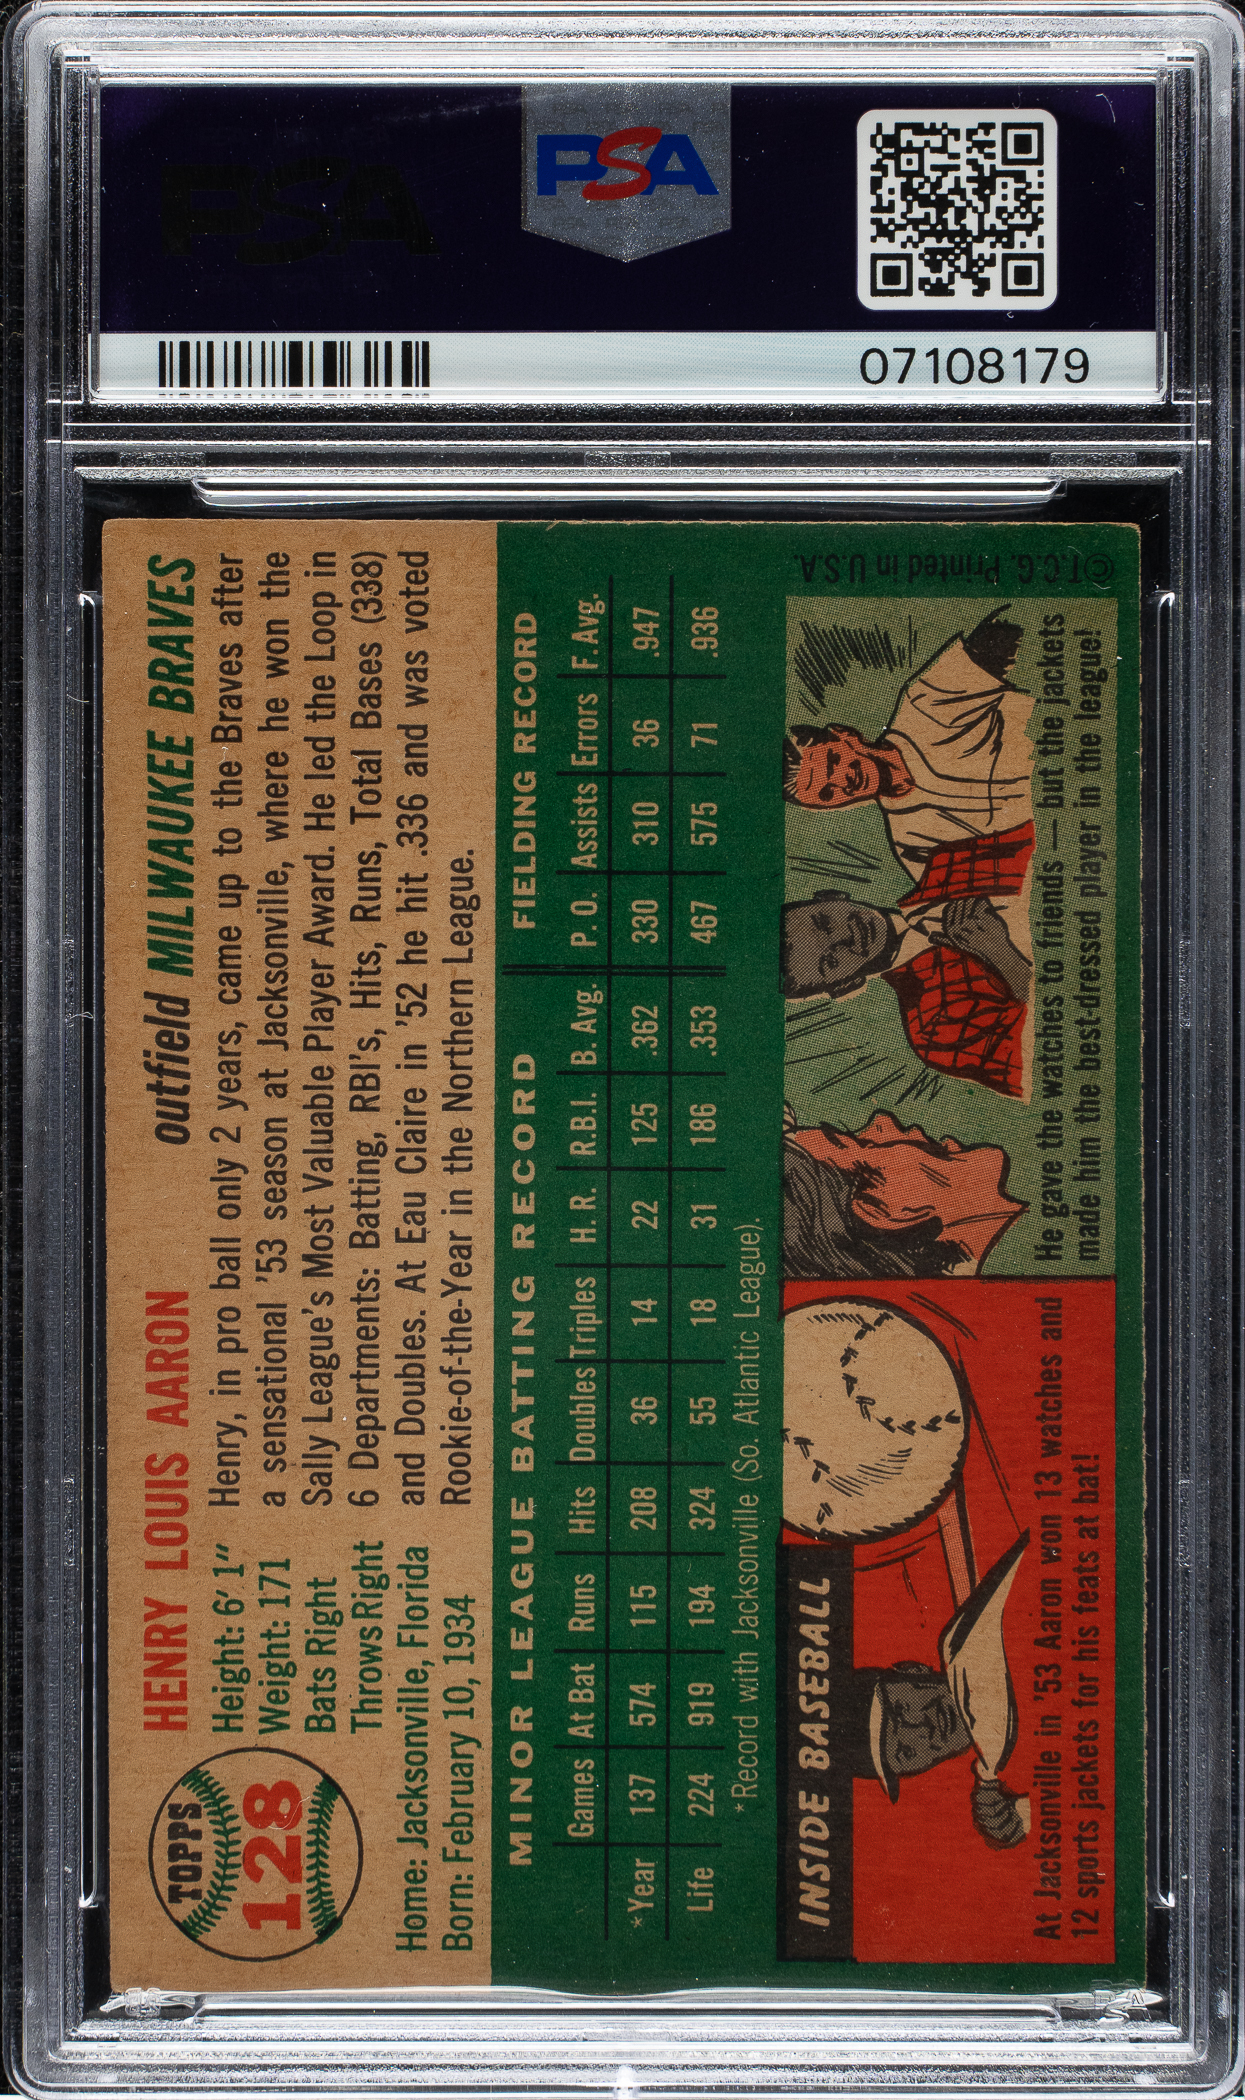 PSA
PSA
07108179
TOPPS
128
HENRY LOUIS AARON
outfield MILWAUKEE BRAVES
Height: 6' 1"
Weight: 171
Bats Right
Throws Right
Home: Jacksonville, Florida
Born: February 10, 1934
Henry, in pro ball only 2 years, came up to the Braves after
a sensational '53 season at Jacksonville, where he won the
Sally League's Most Valuable Player Award. He led the Loop in
6 Departments: Batting, RBI's, Hits, Runs, Total Bases (338)
and Doubles. At Eau Claire in '52 he hit .336 and was voted
Rookie-of-the-Year in the Northern League.
MINOR LEAGUE BATTING RECORD FIELDING RECORD
Games At Bat Runs Hits Doubles Triples H. R. R.B.I. B. Avg. P. O. Assists Errors F. Avg.
*Year 137 574 115 208 36 14 22 125 .362 330 310 36 .947
Life 224 919 194 324 55 18 31 186 .353 467 575 71 .936
*Record with Jacksonville (So. Atlantic League).
INSIDE BASEBALL
At Jacksonville in '53 Aaron won 13 watches and
12 sports jackets for his feats at bat!
He gave the watches to friends — but the jackets
made him the best-dressed player in the league!
©T.C.G. Printed in U.S.A.